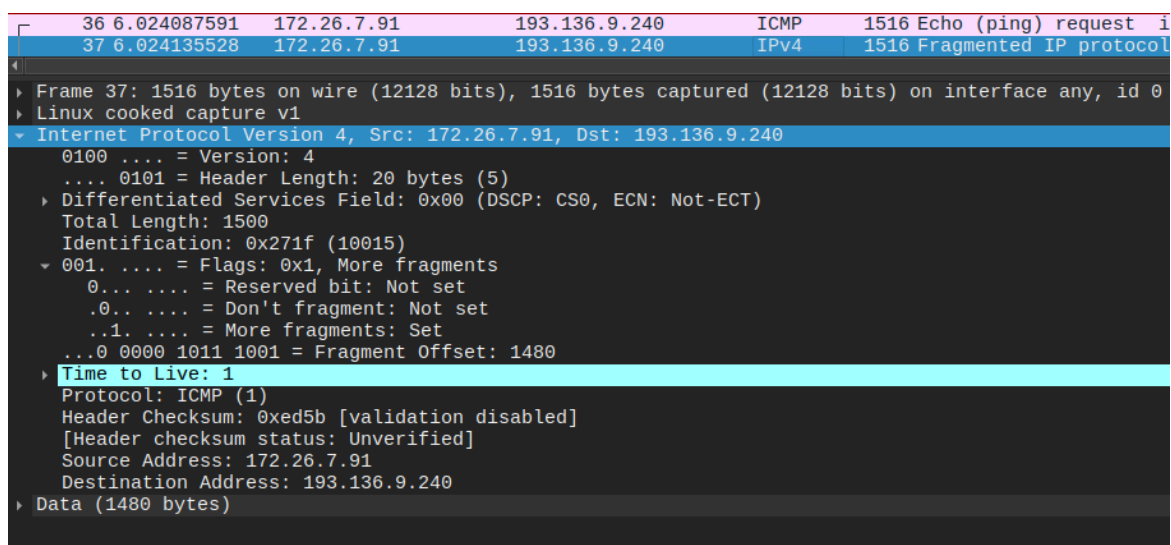 36 6.024087591 172.26.7.91 193.136.9.240 ICMP 1516 Echo (ping) request i
37 6.024135528 172.26.7.91 193.136.9.240 IPv4 1516 Fragmented IP protocol
Frame 37: 1516 bytes on wire (12128 bits), 1516 bytes captured (12128 bits) on interface any, id 0
Linux cooked capture v1
Internet Protocol Version 4, Src: 172.26.7.91, Dst: 193.136.9.240
0100 .... = Version: 4
.... 0101 = Header Length: 20 bytes (5)
Differentiated Services Field: 0x00 (DSCP: CS0, ECN: Not-ECT)
Total Length: 1500
Identification: 0x271f (10015)
001. .... = Flags: 0x1, More fragments
0... .... = Reserved bit: Not set
.0.. .... = Don't fragment: Not set
..1. .... = More fragments: Set
...0 0000 1011 1001 = Fragment Offset: 1480
Time to Live: 1
Protocol: ICMP (1)
Header Checksum: 0xed5b [validation disabled]
[Header checksum status: Unverified]
Source Address: 172.26.7.91
Destination Address: 193.136.9.240
Data (1480 bytes)